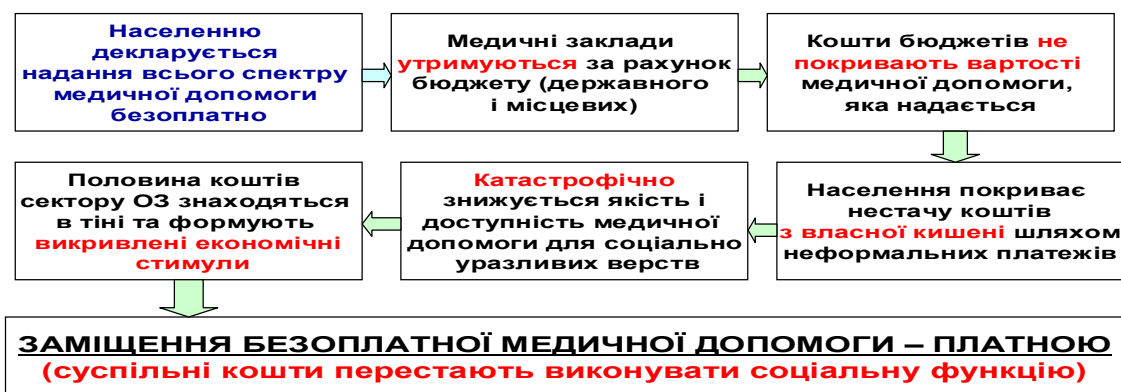 Населенню
декларується
надання всього спектру
медичної допомоги
безоплатно
Медичні заклади
утримуються за рахунок
бюджету (державного
і місцевих)
Кошти бюджетів не
покривають вартості
медичної допомоги,
яка надається
Населення покриває
нестачу коштів
з власної кишені шляхом
неформальних платежів
Катастрофічно
знижується якість і
доступність медичної
допомоги для соціально
уразливих верств
Половина коштів
сектору ОЗ знаходяться
в тіні та формують
викривлені економічні
стимули
ЗАМІЩЕННЯ БЕЗОПЛАТНОЇ МЕДИЧНОЇ ДОПОМОГИ – ПЛАТНОЮ
(суспільні кошти перестають виконувати соціальну функцію)